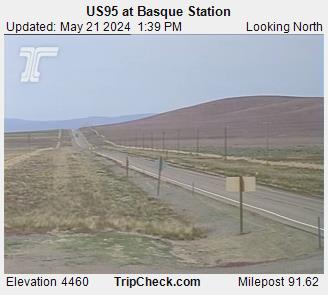 US95 at Basque Station
Updated: May 21 2024 1:39 PM Looking North
Elevation 4460 TripCheck.com Milepost 91.62